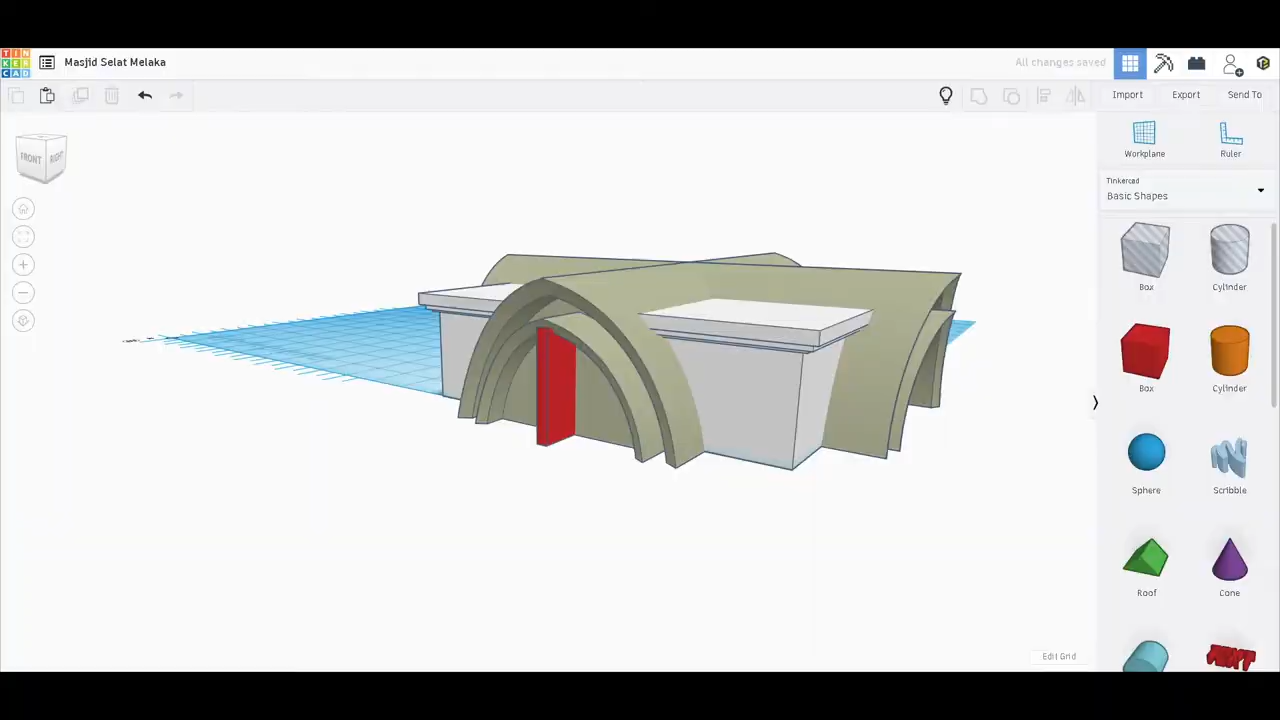 TIN
KER
CAD
Masjid Selat Melaka
All changes saved
Import
Export
Send To
FRONT
RIGHT
Workplane
Ruler
Tinkercad
Basic Shapes
Box
Cylinder
Box
Cylinder
Sphere
Scribble
Roof
Cone
TEXT
Edit Grid